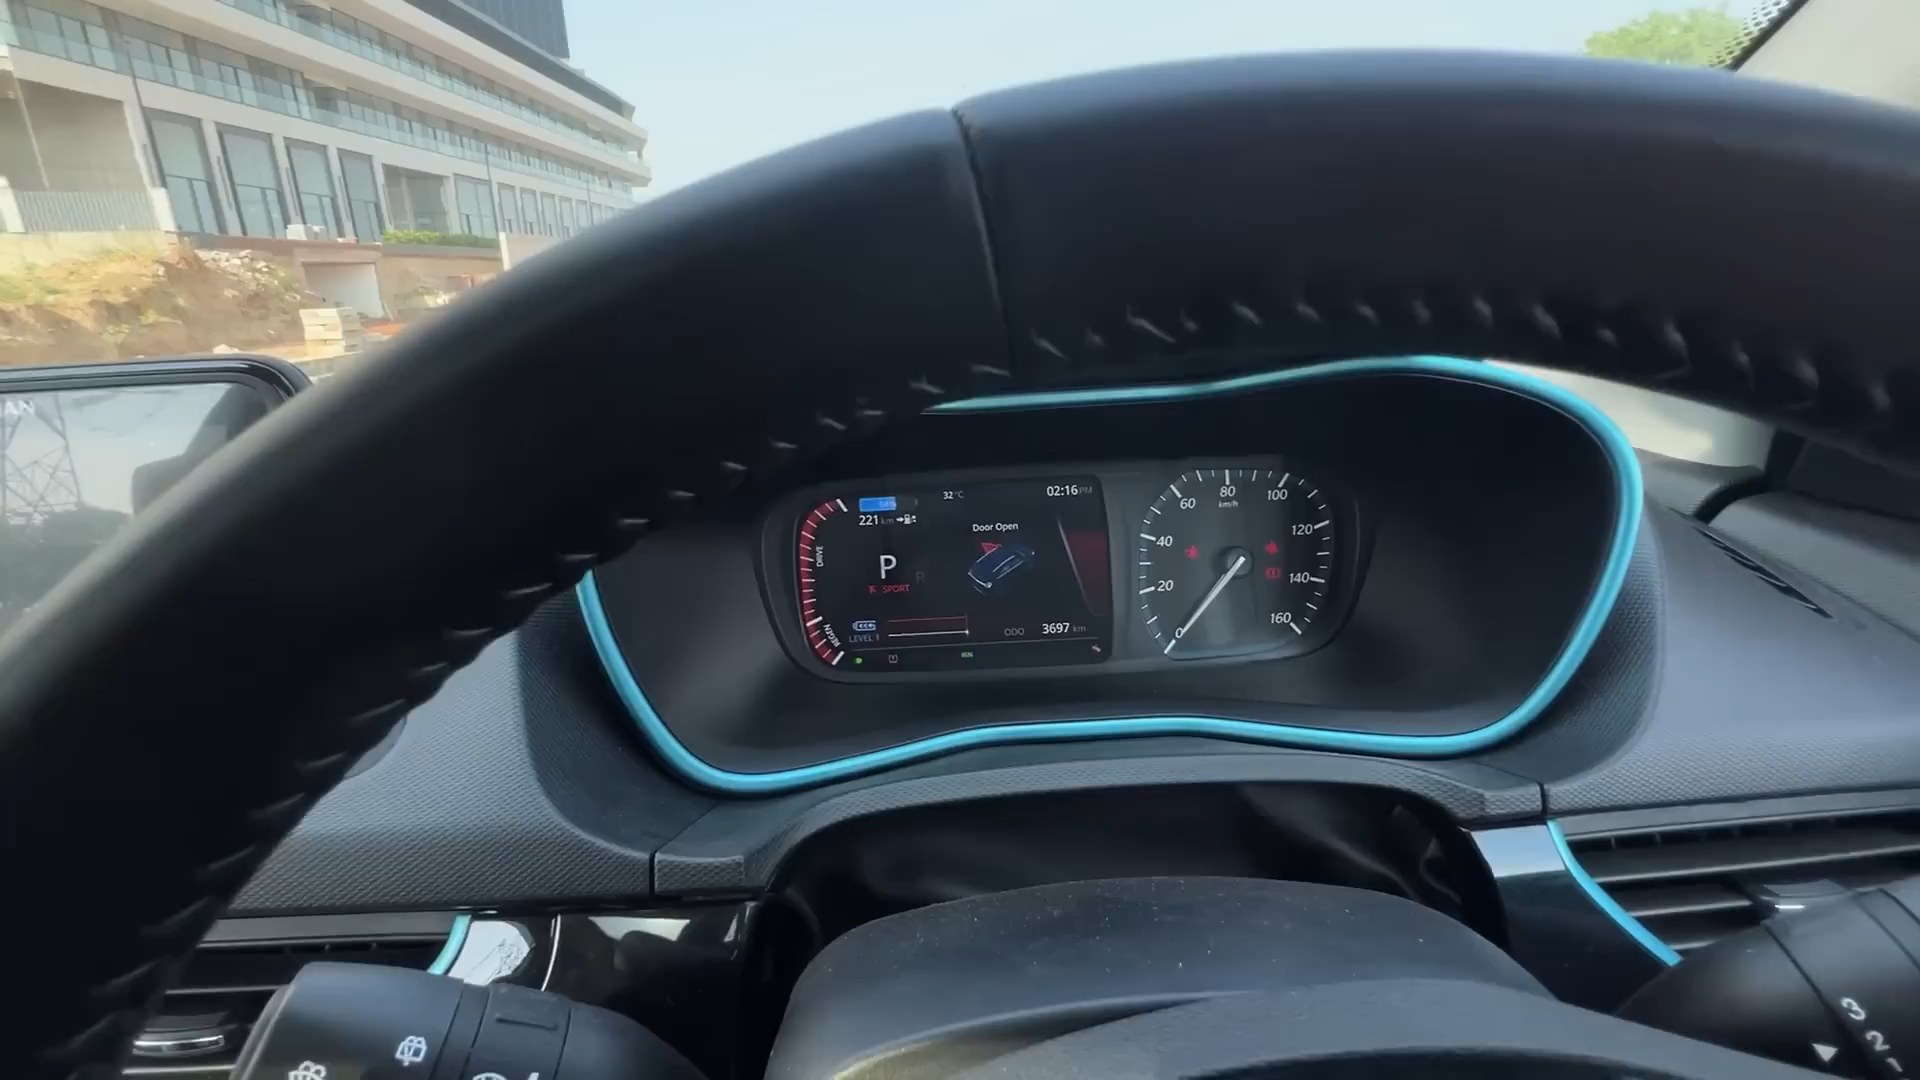 32°C
02:16 PM
221 km
Door Open
DRIVE
P
R
SPORT
REGEN
LEVEL 1
ODO 3697 km
0
20
40
60
80
100
120
140
160
km/h
3
2
1